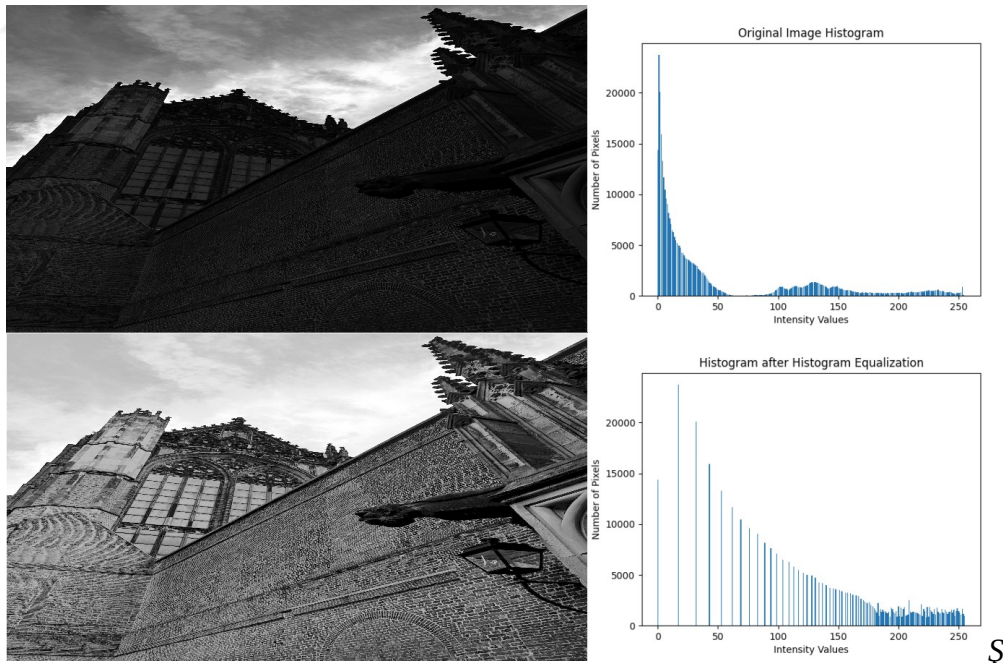 Original Image Histogram
Number of Pixels
20000
15000
10000
5000
0
0 50 100 150 200 250
Intensity Values
Histogram after Histogram Equalization
Number of Pixels
20000
15000
10000
5000
0
0 50 100 150 200 250
Intensity Values
S